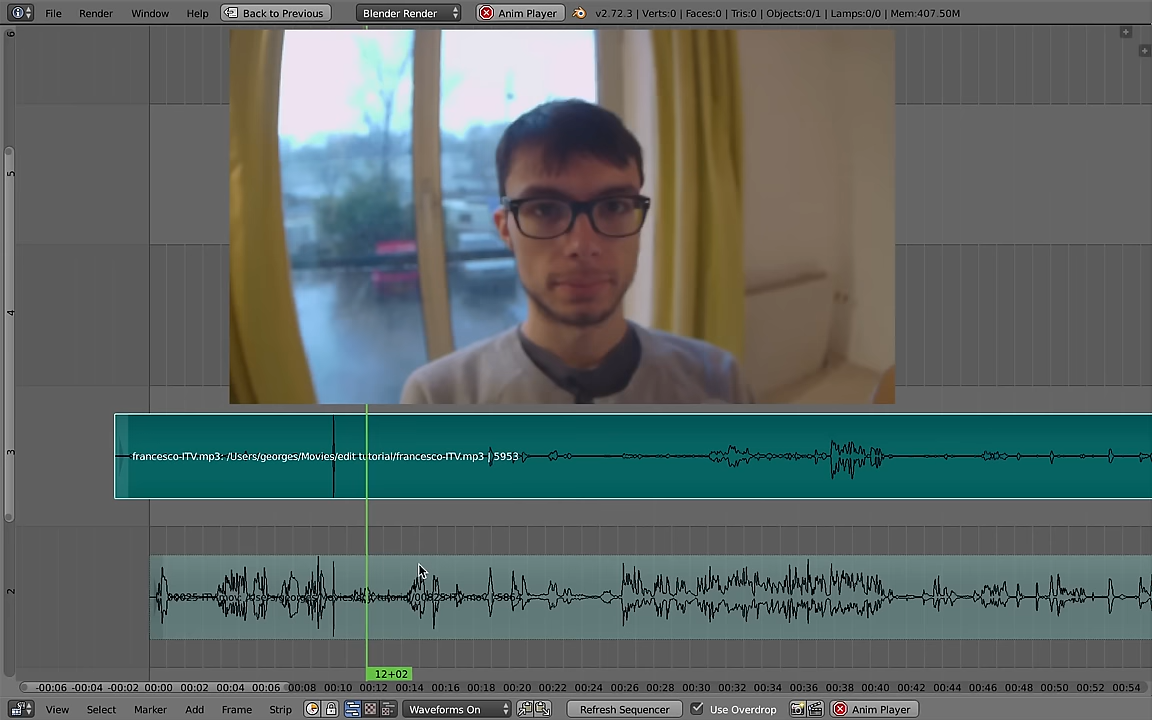 File Render Window Help Back to Previous Blender Render Anim Player v2.72.3 | Verts:0 | Faces:0 | Tris:0 | Objects:0/1 | Lamps:0/0 | Mem:407.50M
6
5
4
3
francesco-ITV.mp3: /Users/georges/Movies/edit tutorial/francesco-ITV.mp3 | 5953
2
12+02
-00:06 -00:04 -00:02 00:00 00:02 00:04 00:06 00:08 00:10 00:12 00:14 00:16 00:18 00:20 00:22 00:24 00:26 00:28 00:30 00:32 00:34 00:36 00:38 00:40 00:42 00:44 00:46 00:48 00:50 00:52 00:54
View Select Marker Add Frame Strip Waveforms On Refresh Sequencer Use Overdrop Anim Player